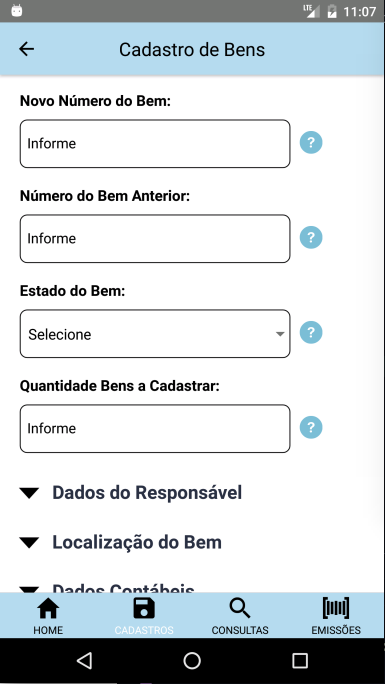 LTE 11:07
Cadastro de Bens
Novo Número do Bem:
Informe ?
Número do Bem Anterior:
Informe ?
Estado do Bem:
Selecione ?
Quantidade Bens a Cadastrar:
Informe ?
Dados do Responsável
Localização do Bem
Dados Contábeis
HOME CADASTROS CONSULTAS EMISSÕES